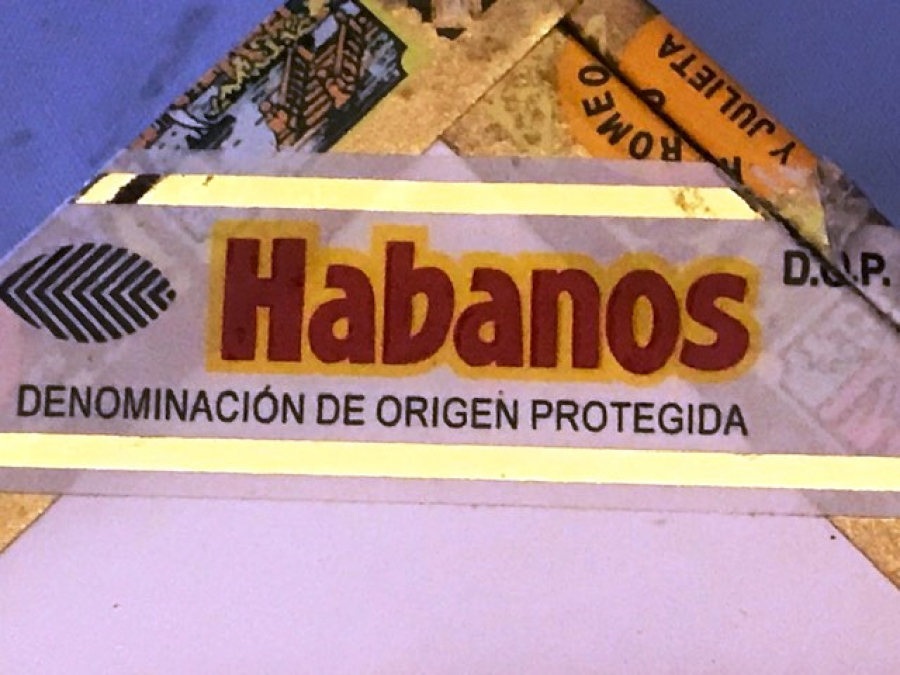 ROMEO
Y JULIETA
Habanos
D.O.P.
DENOMINACIÓN DE ORIGEN PROTEGIDA